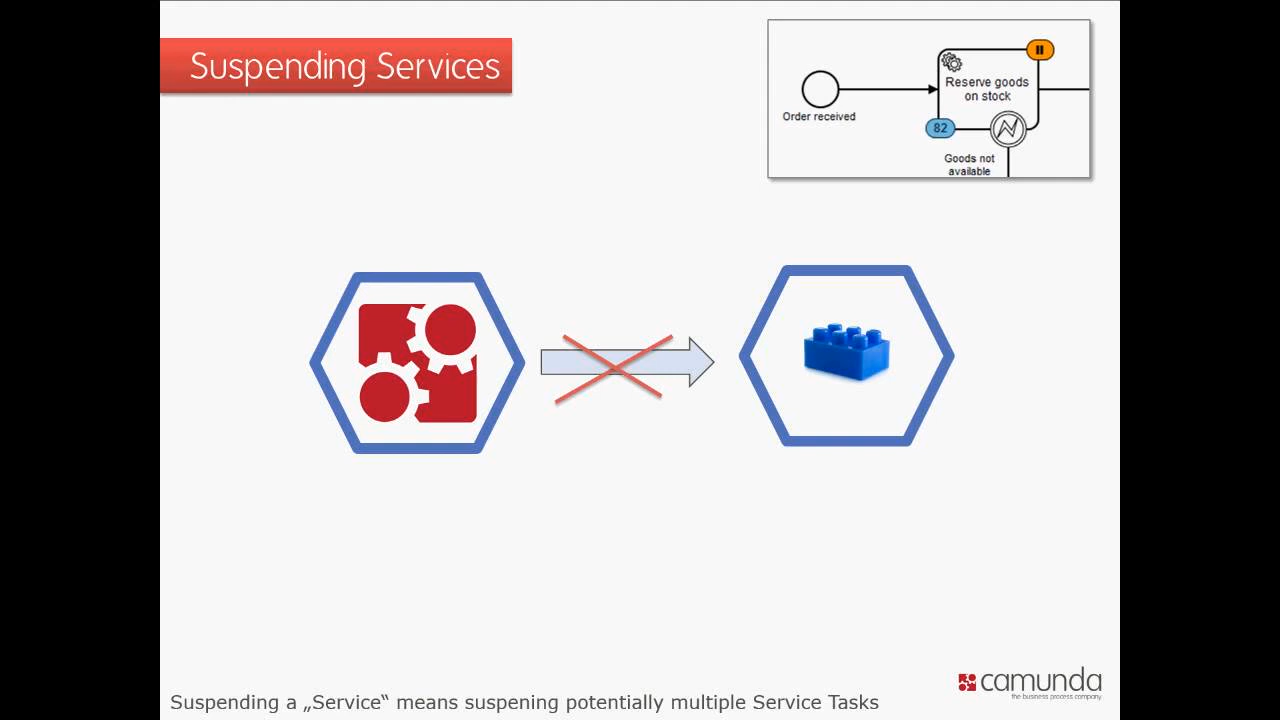 Suspending Services
Order received
Reserve goods
on stock
82
Goods not
available
Suspending a „Service“ means suspening potentially multiple Service Tasks
camunda
the business process company